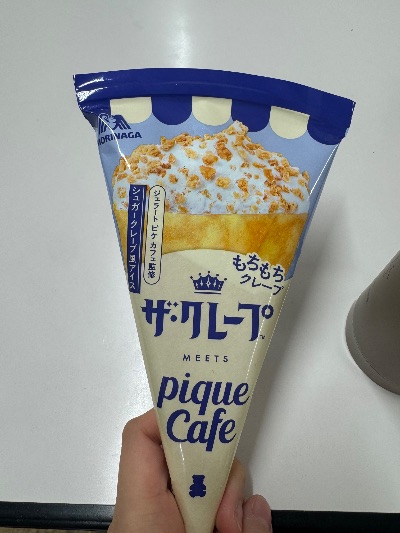 MORINAGA
ジェラート ピケ カフェ監修
シュガークレープ風アイス
もちもち
クレープ
ザ・クレープ™
MEETS
pique
Cafe